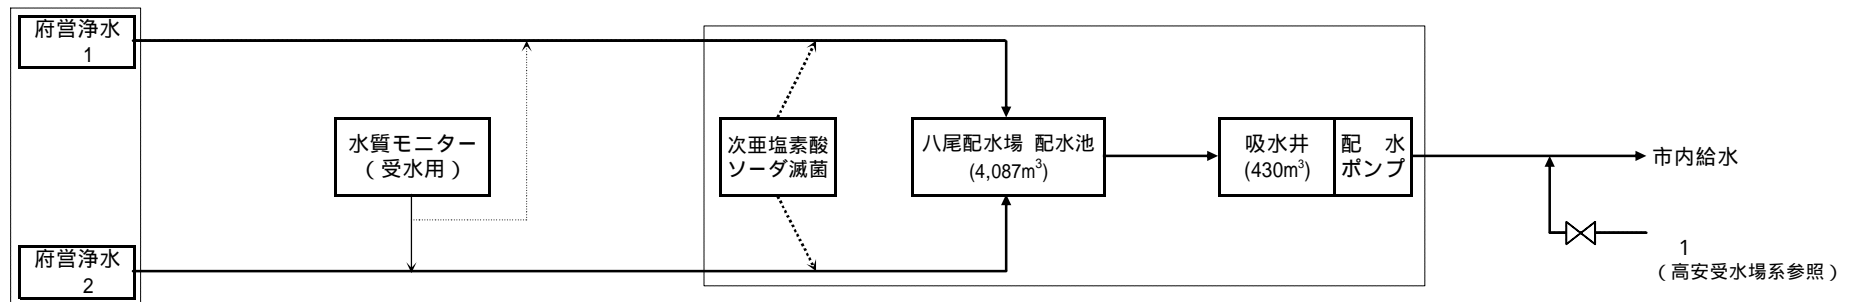 府営浄水
1
水質モニター
（受水用）
次亜塩素酸
ソーダ滅菌
八尾配水場 配水池
(4,087m³)
吸水井
(430m³)
配 水
ポンプ
市内給水
府営浄水
2
1
（高安受水場系参照）